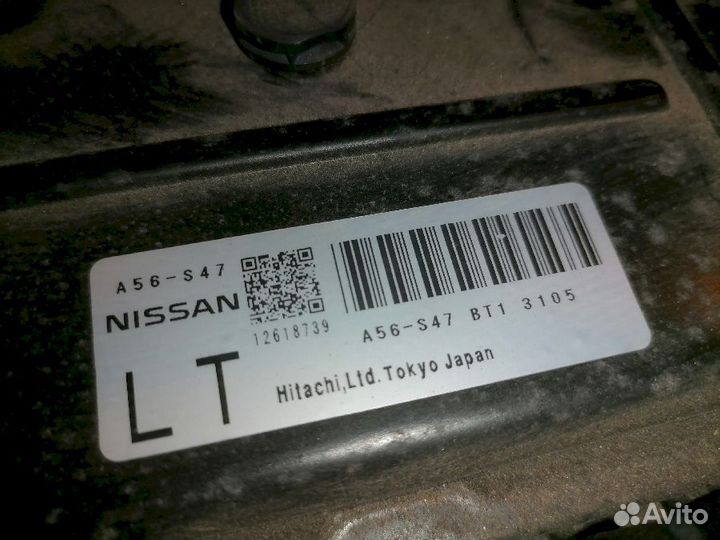 A56-S47
NISSAN
12618739
A56-S47 BT1 3105
LT
Hitachi,Ltd.Tokyo Japan
Avito